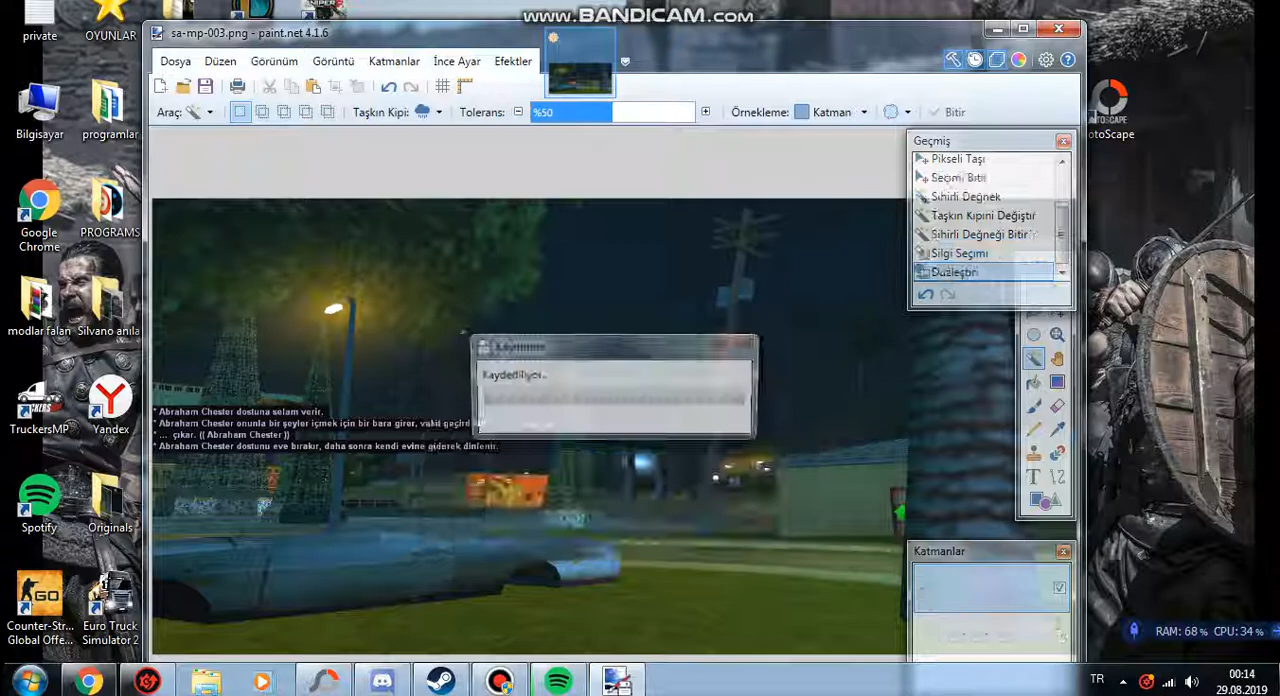 www.BANDICAM.com
private
OYUNLAR
sa-mp-003.png - paint.net 4.1.6
Dosya Düzen Görünüm Görüntü Katmanlar İnce Ayar Efektler
Araç: Taşkın Kipi: Tolerans: %50 Örnekleme: Katman Bitir
Bilgisayar
programlar
Geçmiş
Pikseli Taşı
Seçimi Bitir
Sihirli Değnek
Taşkın Kipini Değiştir
Sihirli Değneği Bitir
Silgi Seçimi
Düzleştir
Google Chrome
PROGRAMS
modlar falan
Silvano anıla
Kaydediliyor..
* Abraham Chester dostuna selam verir.
* Abraham Chester onunla bir şeyler içmek için bir bara girer, vakit geçird
* ... çıkar. (( Abraham Chester ))
* Abraham Chester dostunu eve bırakır, daha sonra kendi evine giderek dinlenir.
TruckersMP
Yandex
Spotify
Originals
Katmanlar
Counter-Str... Global Offe...
Euro Truck Simulator 2
RAM: 68 % CPU: 34 %
TR
00:14
29.08.2019